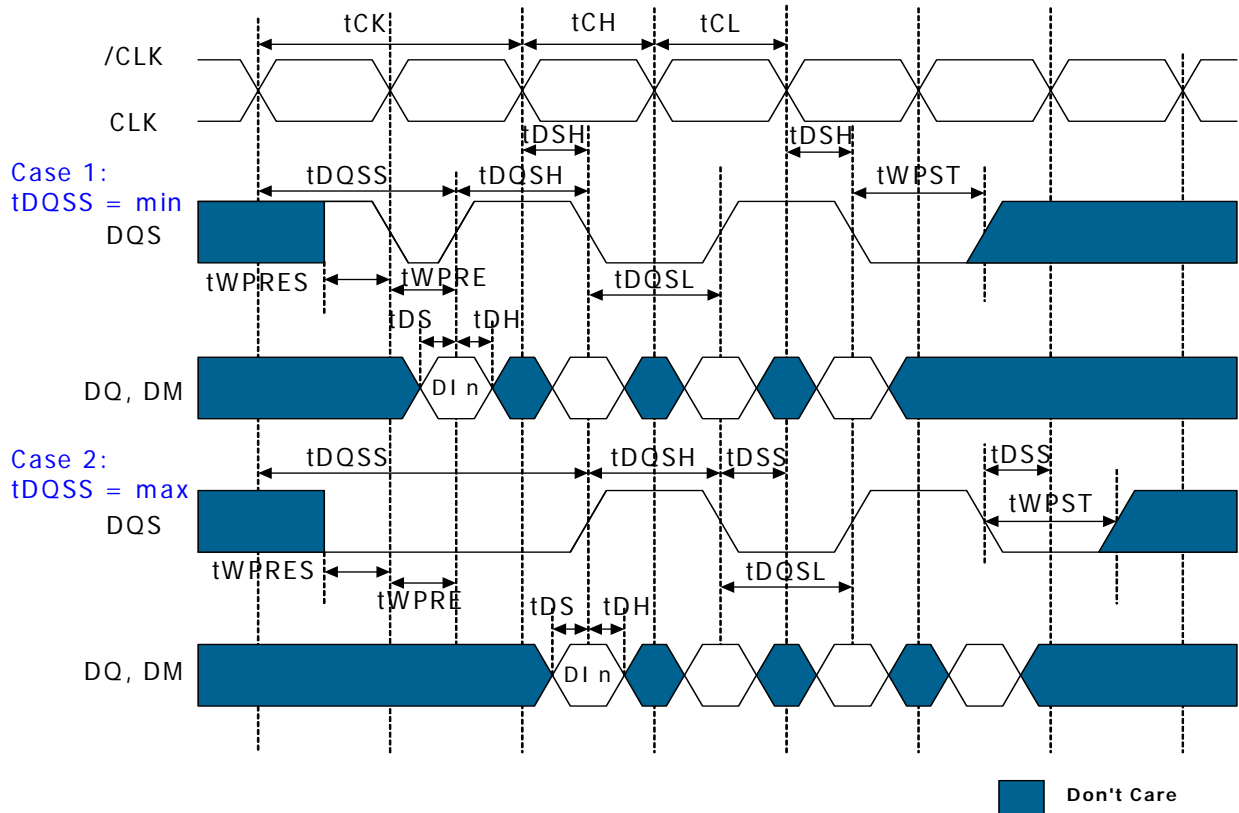 tCK tCH tCL
/CLK
CLK
tDSH tDSH
Case 1:
tDQSS = min
tDQSS tDQSH tWPST
DQS
tWPRES tWPRE tDQSL
tDS tDH
DQ, DM
DI n
Case 2:
tDQSS = max
tDQSS tDQSH tDSS tDSS
tWPST
DQS
tWPRES tWPRE tDQSL
tDS tDH
DQ, DM
DI n
Don't Care